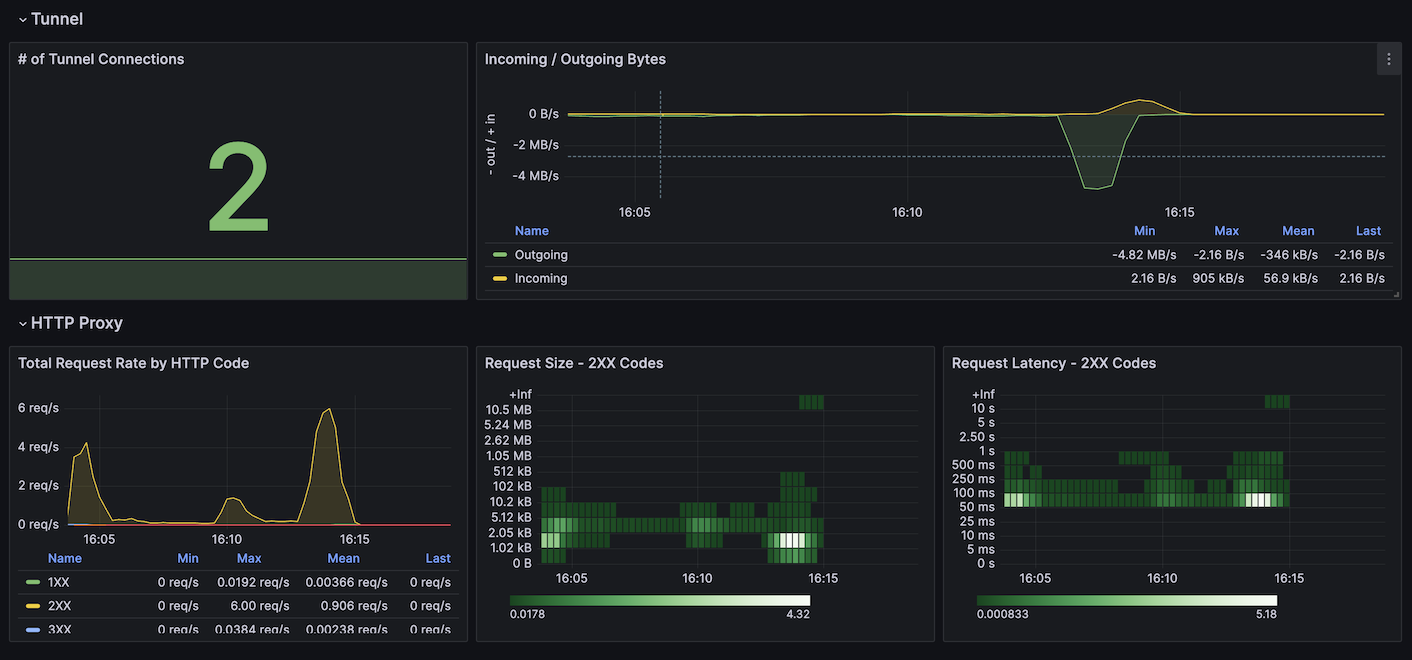 Tunnel
# of Tunnel Connections
2
Incoming / Outgoing Bytes
- out / + in
0 B/s
-2 MB/s
-4 MB/s
16:05 16:10 16:15
Name Min Max Mean Last
Outgoing -4.82 MB/s -2.16 B/s -346 kB/s -2.16 B/s
Incoming 2.16 B/s 905 kB/s 56.9 kB/s 2.16 B/s
HTTP Proxy
Total Request Rate by HTTP Code
6 req/s
4 req/s
2 req/s
0 req/s
16:05 16:10 16:15
Name Min Max Mean Last
1XX 0 req/s 0.0192 req/s 0.00366 req/s 0 req/s
2XX 0 req/s 6.00 req/s 0.906 req/s 0 req/s
3XX 0 req/s 0.0384 req/s 0.00238 req/s 0 req/s
Request Size - 2XX Codes
+Inf
10.5 MB
5.24 MB
2.62 MB
1.05 MB
512 kB
102 kB
10.2 kB
5.12 kB
2.05 kB
1.02 kB
0 B
16:05 16:10 16:15
0.0178 4.32
Request Latency - 2XX Codes
+Inf
10 s
5 s
2.50 s
1 s
500 ms
250 ms
100 ms
50 ms
25 ms
10 ms
5 ms
0 s
16:05 16:10 16:15
0.000833 5.18